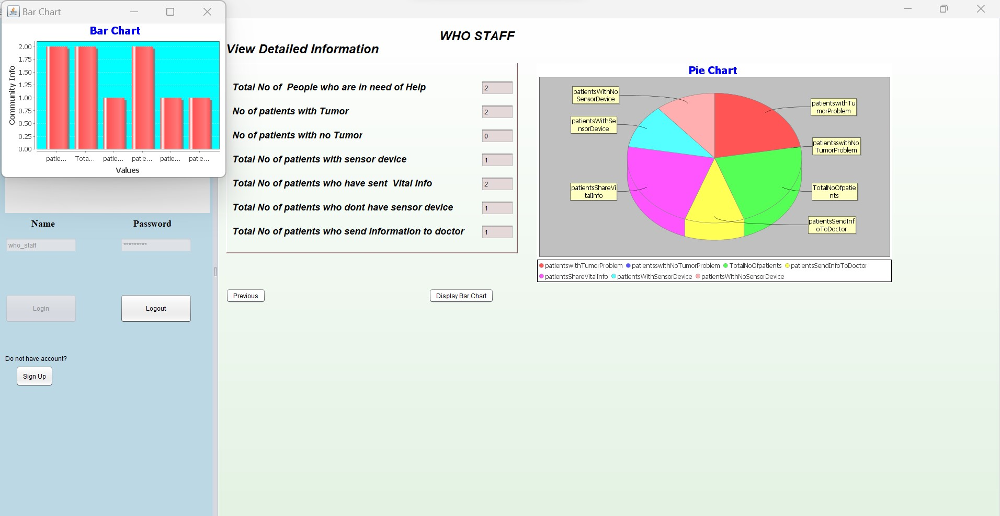 Bar Chart
Bar Chart
Community Info
2.00
1.75
1.50
1.25
1.00
0.75
0.50
0.25
0.00
patie... Tota... patie... patie... patie... patie...
Values
Name Password
who_staff *********
Login Logout
Do not have account?
Sign Up
WHO STAFF
View Detailed Information
Total No of People who are in need of Help 2
No of patients with Tumor 2
No of patients with no Tumor 0
Total No of patients with sensor device 1
Total No of patients who have sent Vital Info 2
Total No of patients who dont have sensor device 1
Total No of patients who send information to doctor 1
Previous Display Bar Chart
Pie Chart
patientsWithNo
SensorDevice
patientswithTu
morProblem
patientsWithSe
nsorDevice
patientsswithNo
TumorProblem
patientsShareVi
talInfo
TotalNoOfpatie
nts
patientsSendInf
oToDoctor
patientswithTumorProblem patientsswithNoTumorProblem TotalNoOfpatients patientsSendInfoToDoctor
patientsShareVitalInfo patientsWithSensorDevice patientsWithNoSensorDevice